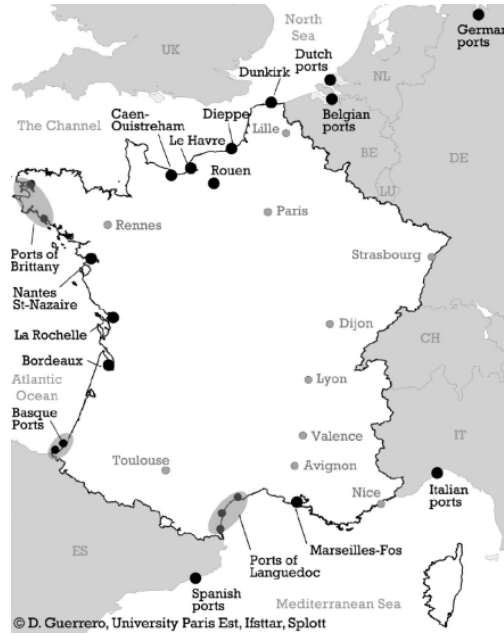 North
Sea
German
ports
UK
Dutch
ports
NL
Dunkirk
Caen-
Ouistreham
Dieppe
Belgian
ports
The Channel
Le Havre
Lille
BE
DE
Rouen
LU
Paris
Rennes
Ports of
Brittany
Strasbourg
Nantes
St-Nazaire
La Rochelle
Dijon
CH
Bordeaux
Atlantic
Ocean
Lyon
Basque
Ports
Valence
IT
Toulouse
Avignon
Nice
Italian
ports
ES
Ports of
Languedoc
Marseilles-Fos
Spanish
ports
Mediterranean Sea
© D. Guerrero, University Paris Est, Ifsttar, Splott